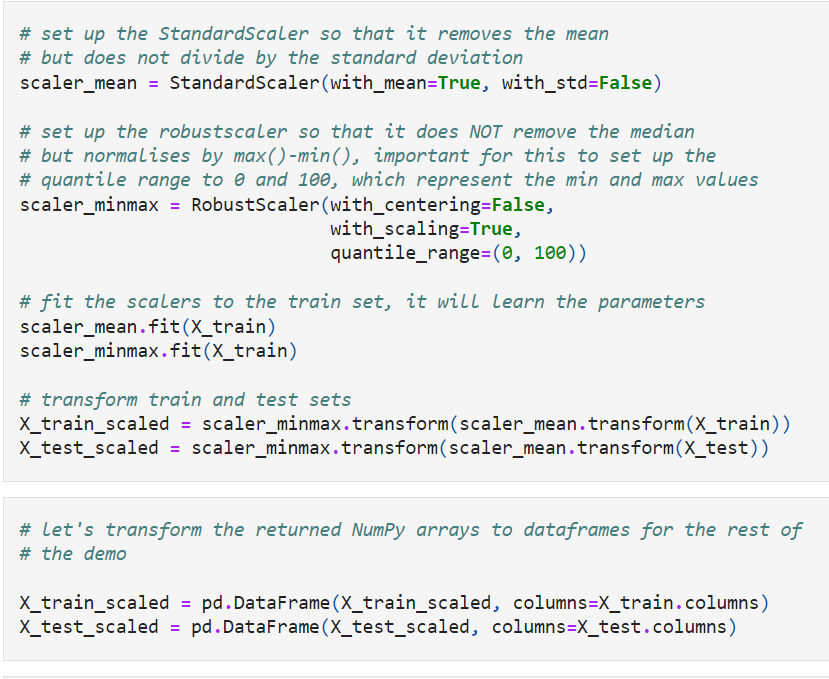 # set up the StandardScaler so that it removes the mean
# but does not divide by the standard deviation
scaler_mean = StandardScaler(with_mean=True, with_std=False)
# set up the robustscaler so that it does NOT remove the median
# but normalises by max()-min(), important for this to set up the
# quantile range to 0 and 100, which represent the min and max values
scaler_minmax = RobustScaler(with_centering=False,
with_scaling=True,
quantile_range=(0, 100))
# fit the scalers to the train set, it will learn the parameters
scaler_mean.fit(X_train)
scaler_minmax.fit(X_train)
# transform train and test sets
X_train_scaled = scaler_minmax.transform(scaler_mean.transform(X_train))
X_test_scaled = scaler_minmax.transform(scaler_mean.transform(X_test))
# let's transform the returned NumPy arrays to dataframes for the rest of
# the demo
X_train_scaled = pd.DataFrame(X_train_scaled, columns=X_train.columns)
X_test_scaled = pd.DataFrame(X_test_scaled, columns=X_test.columns)